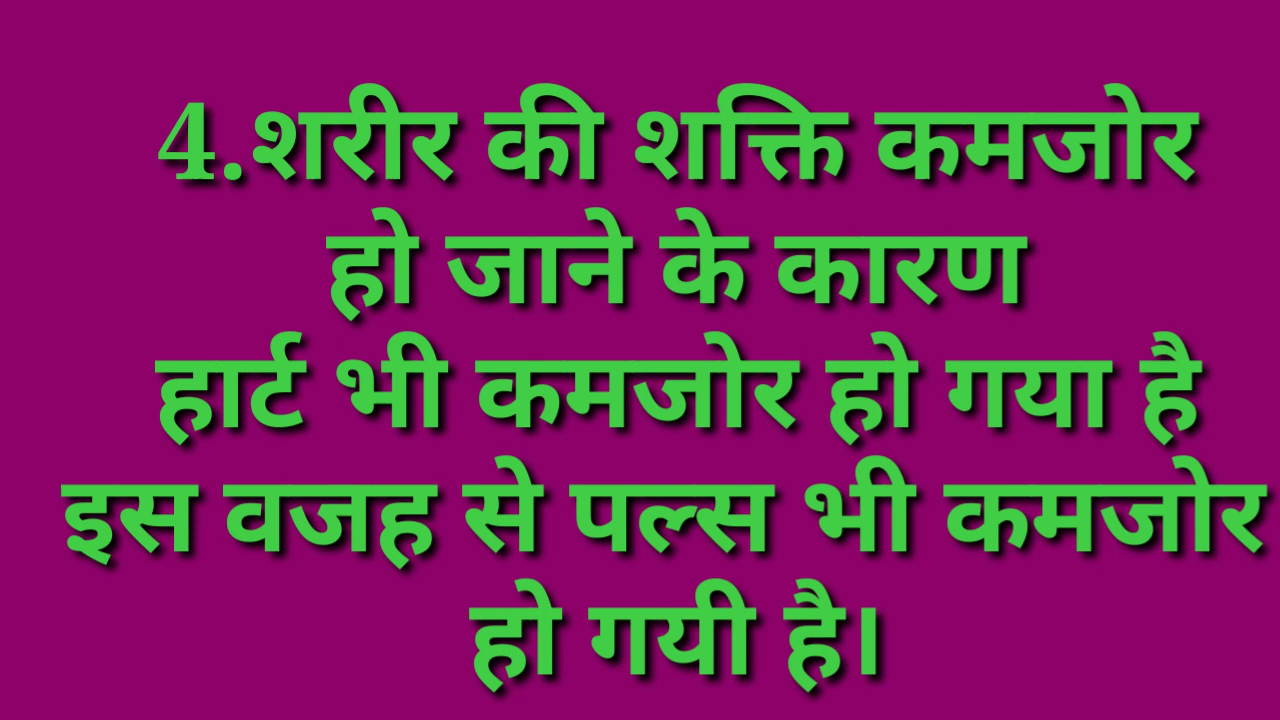 4.शरीर की शक्ति कमजोर
हो जाने के कारण
हार्ट भी कमजोर हो गया है
इस वजह से पल्स भी कमजोर
हो गयी है।